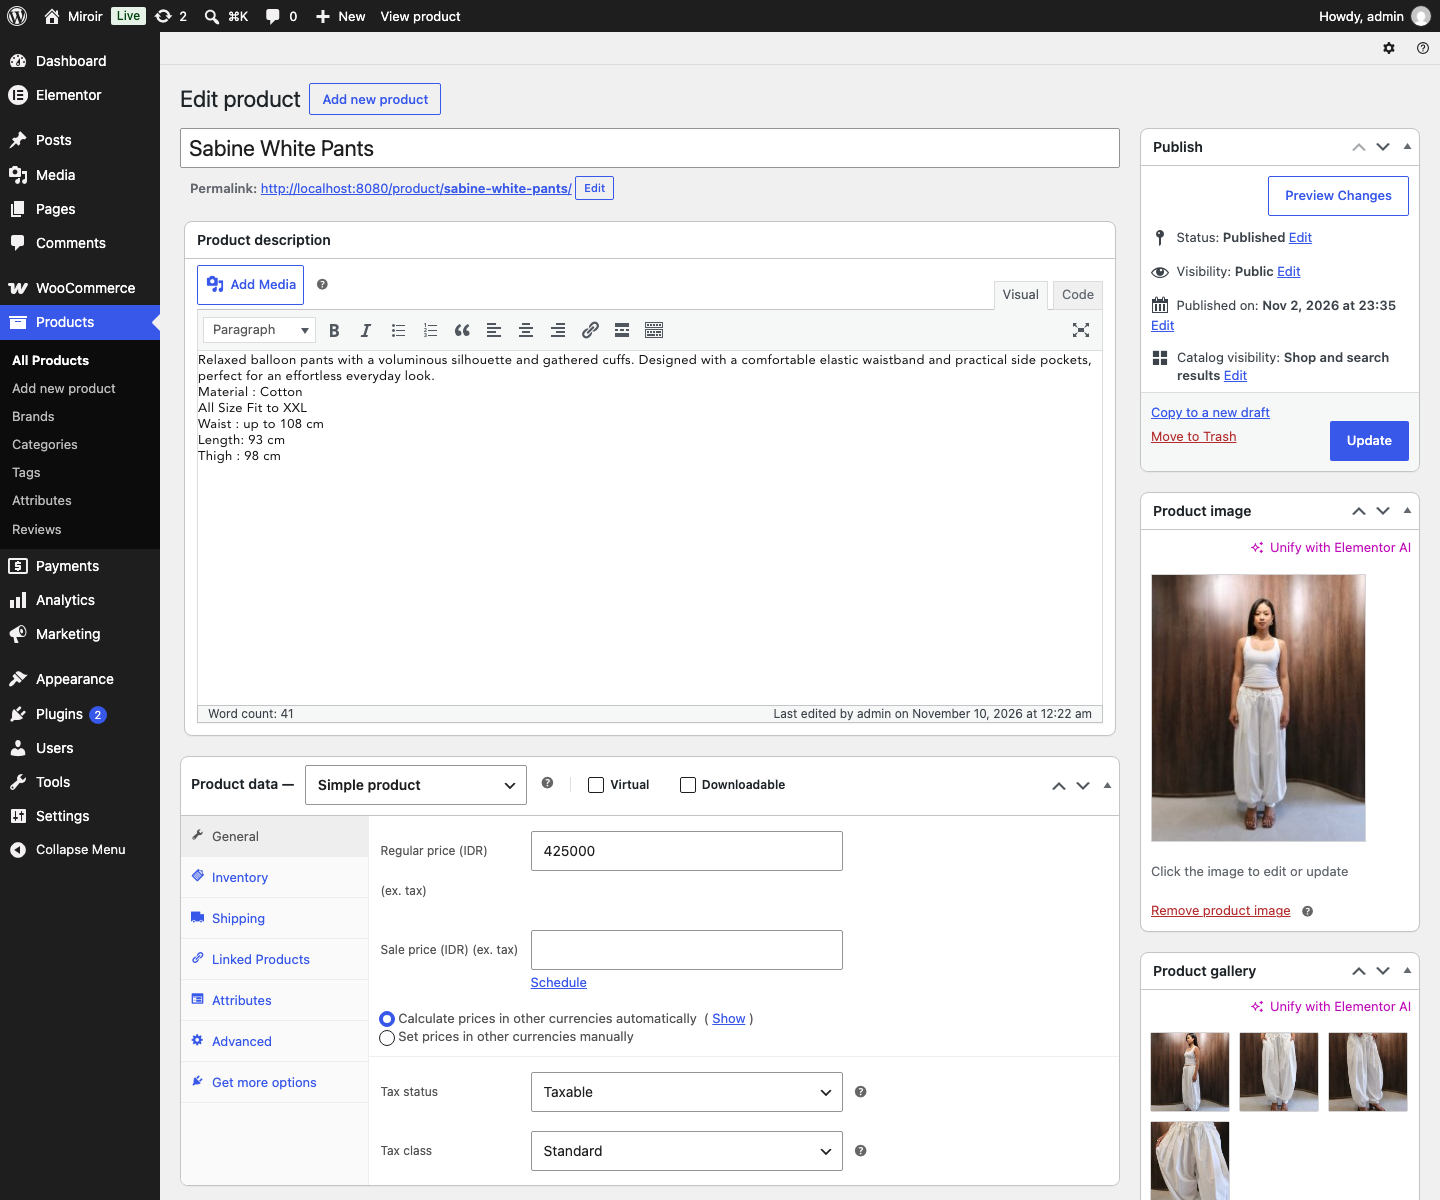 Miroir
Live
2
⌘K
0
New
View product
Howdy, admin
Dashboard
Elementor
Posts
Media
Pages
Comments
WooCommerce
Products
All Products
Add new product
Brands
Categories
Tags
Attributes
Reviews
Payments
Analytics
Marketing
Appearance
Plugins 2
Users
Tools
Settings
Collapse Menu
Edit product
Add new product
Sabine White Pants
Permalink: http://localhost:8080/product/sabine-white-pants/ Edit
Product description
Add Media
Visual
Code
Paragraph
Relaxed balloon pants with a voluminous silhouette and gathered cuffs. Designed with a comfortable elastic waistband and practical side pockets,
perfect for an effortless everyday look.
Material : Cotton
All Size Fit to XXL
Waist : up to 108 cm
Length: 93 cm
Thigh : 98 cm
Word count: 41
Last edited by admin on November 10, 2026 at 12:22 am
Product data —
Simple product
Virtual
Downloadable
General
Inventory
Shipping
Linked Products
Attributes
Advanced
Get more options
Regular price (IDR)
425000
(ex. tax)
Sale price (IDR) (ex. tax)
Schedule
Calculate prices in other currencies automatically ( Show )
Set prices in other currencies manually
Tax status
Taxable
Tax class
Standard
Publish
Preview Changes
Status: Published Edit
Visibility: Public Edit
Published on: Nov 2, 2026 at 23:35
Edit
Catalog visibility: Shop and search
results Edit
Copy to a new draft
Move to Trash
Update
Product image
Unify with Elementor AI
Click the image to edit or update
Remove product image
Product gallery
Unify with Elementor AI